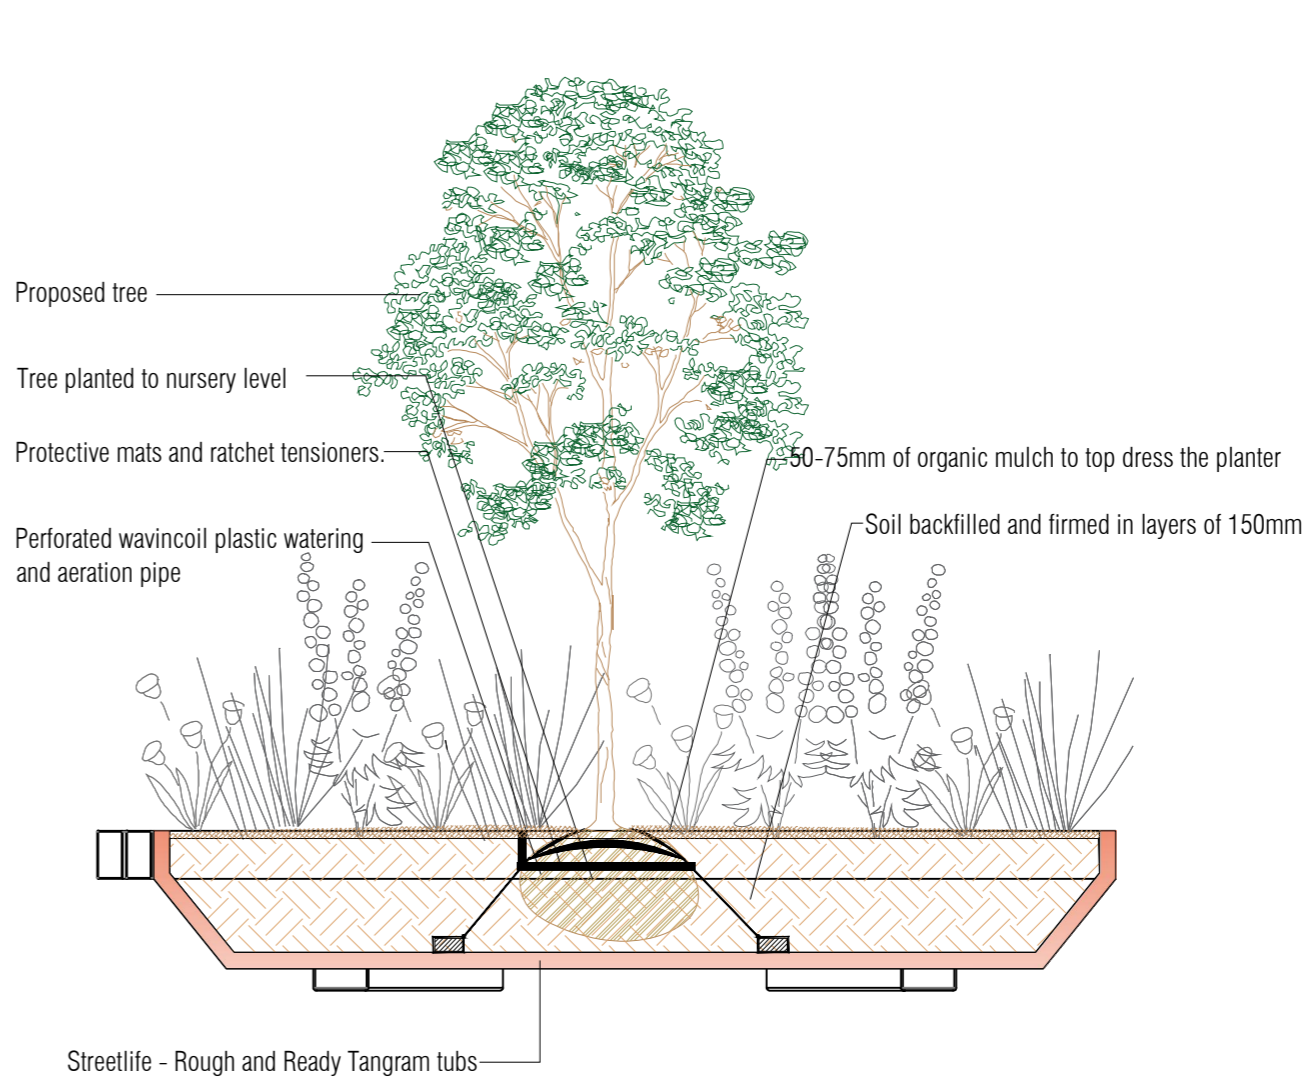 Proposed tree
Tree planted to nursery level
Protective mats and ratchet tensioners.
50-75mm of organic mulch to top dress the planter
Soil backfilled and firmed in layers of 150mm
Perforated wavincoil plastic watering
and aeration pipe
Streetlife - Rough and Ready Tangram tubs